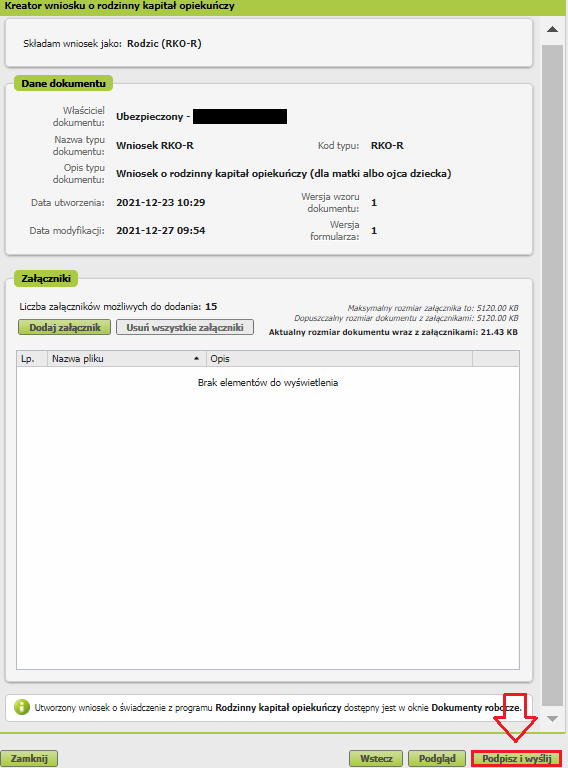 Kreator wniosku o rodzinny kapitał opiekuńczy
Składam wniosek jako: Rodzic (RKO-R)
Dane dokumentu
Właściciel dokumentu: Ubezpieczony -
Nazwa typu dokumentu: Wniosek RKO-R Kod typu: RKO-R
Opis typu dokumentu: Wniosek o rodzinny kapitał opiekuńczy (dla matki albo ojca dziecka)
Data utworzenia: 2021-12-23 10:29 Wersja wzoru dokumentu: 1
Data modyfikacji: 2021-12-27 09:54 Wersja formularza: 1
Załączniki
Liczba załączników możliwych do dodania: 15
Maksymalny rozmiar załącznika to: 5120.00 KB
Dopuszczalny rozmiar dokumentu z załącznikami: 5120.00 KB
Dodaj załącznik Usuń wszystkie załączniki
Aktualny rozmiar dokumentu wraz z załącznikami: 21.43 KB
Lp. Nazwa pliku Opis
Brak elementów do wyświetlenia
Utworzony wniosek o świadczenie z programu Rodzinny kapitał opiekuńczy dostępny jest w oknie Dokumenty robocze.
Zamknij Wstecz Podgląd Podpisz i wyślij